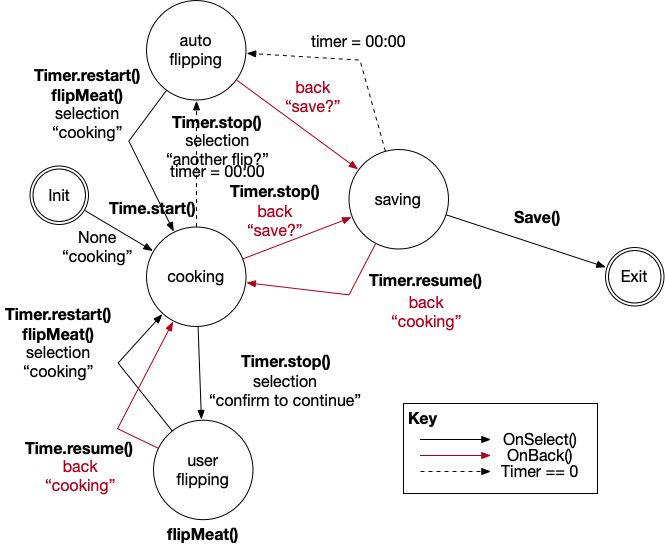 auto
flipping
timer = 00:00
Timer.restart()
flipMeat()
selection
“cooking”
back
“save?”
Timer.stop()
selection
“another flip?”
timer = 00:00
Init
Time.start()
Timer.stop()
back
“save?”
saving
None
“cooking”
Save()
cooking
Exit
Timer.resume()
back
“cooking”
Timer.restart()
flipMeat()
selection
“cooking”
Timer.stop()
selection
“confirm to continue”
Time.resume()
back
“cooking”
user
flipping
flipMeat()
Key
OnSelect()
OnBack()
Timer == 0